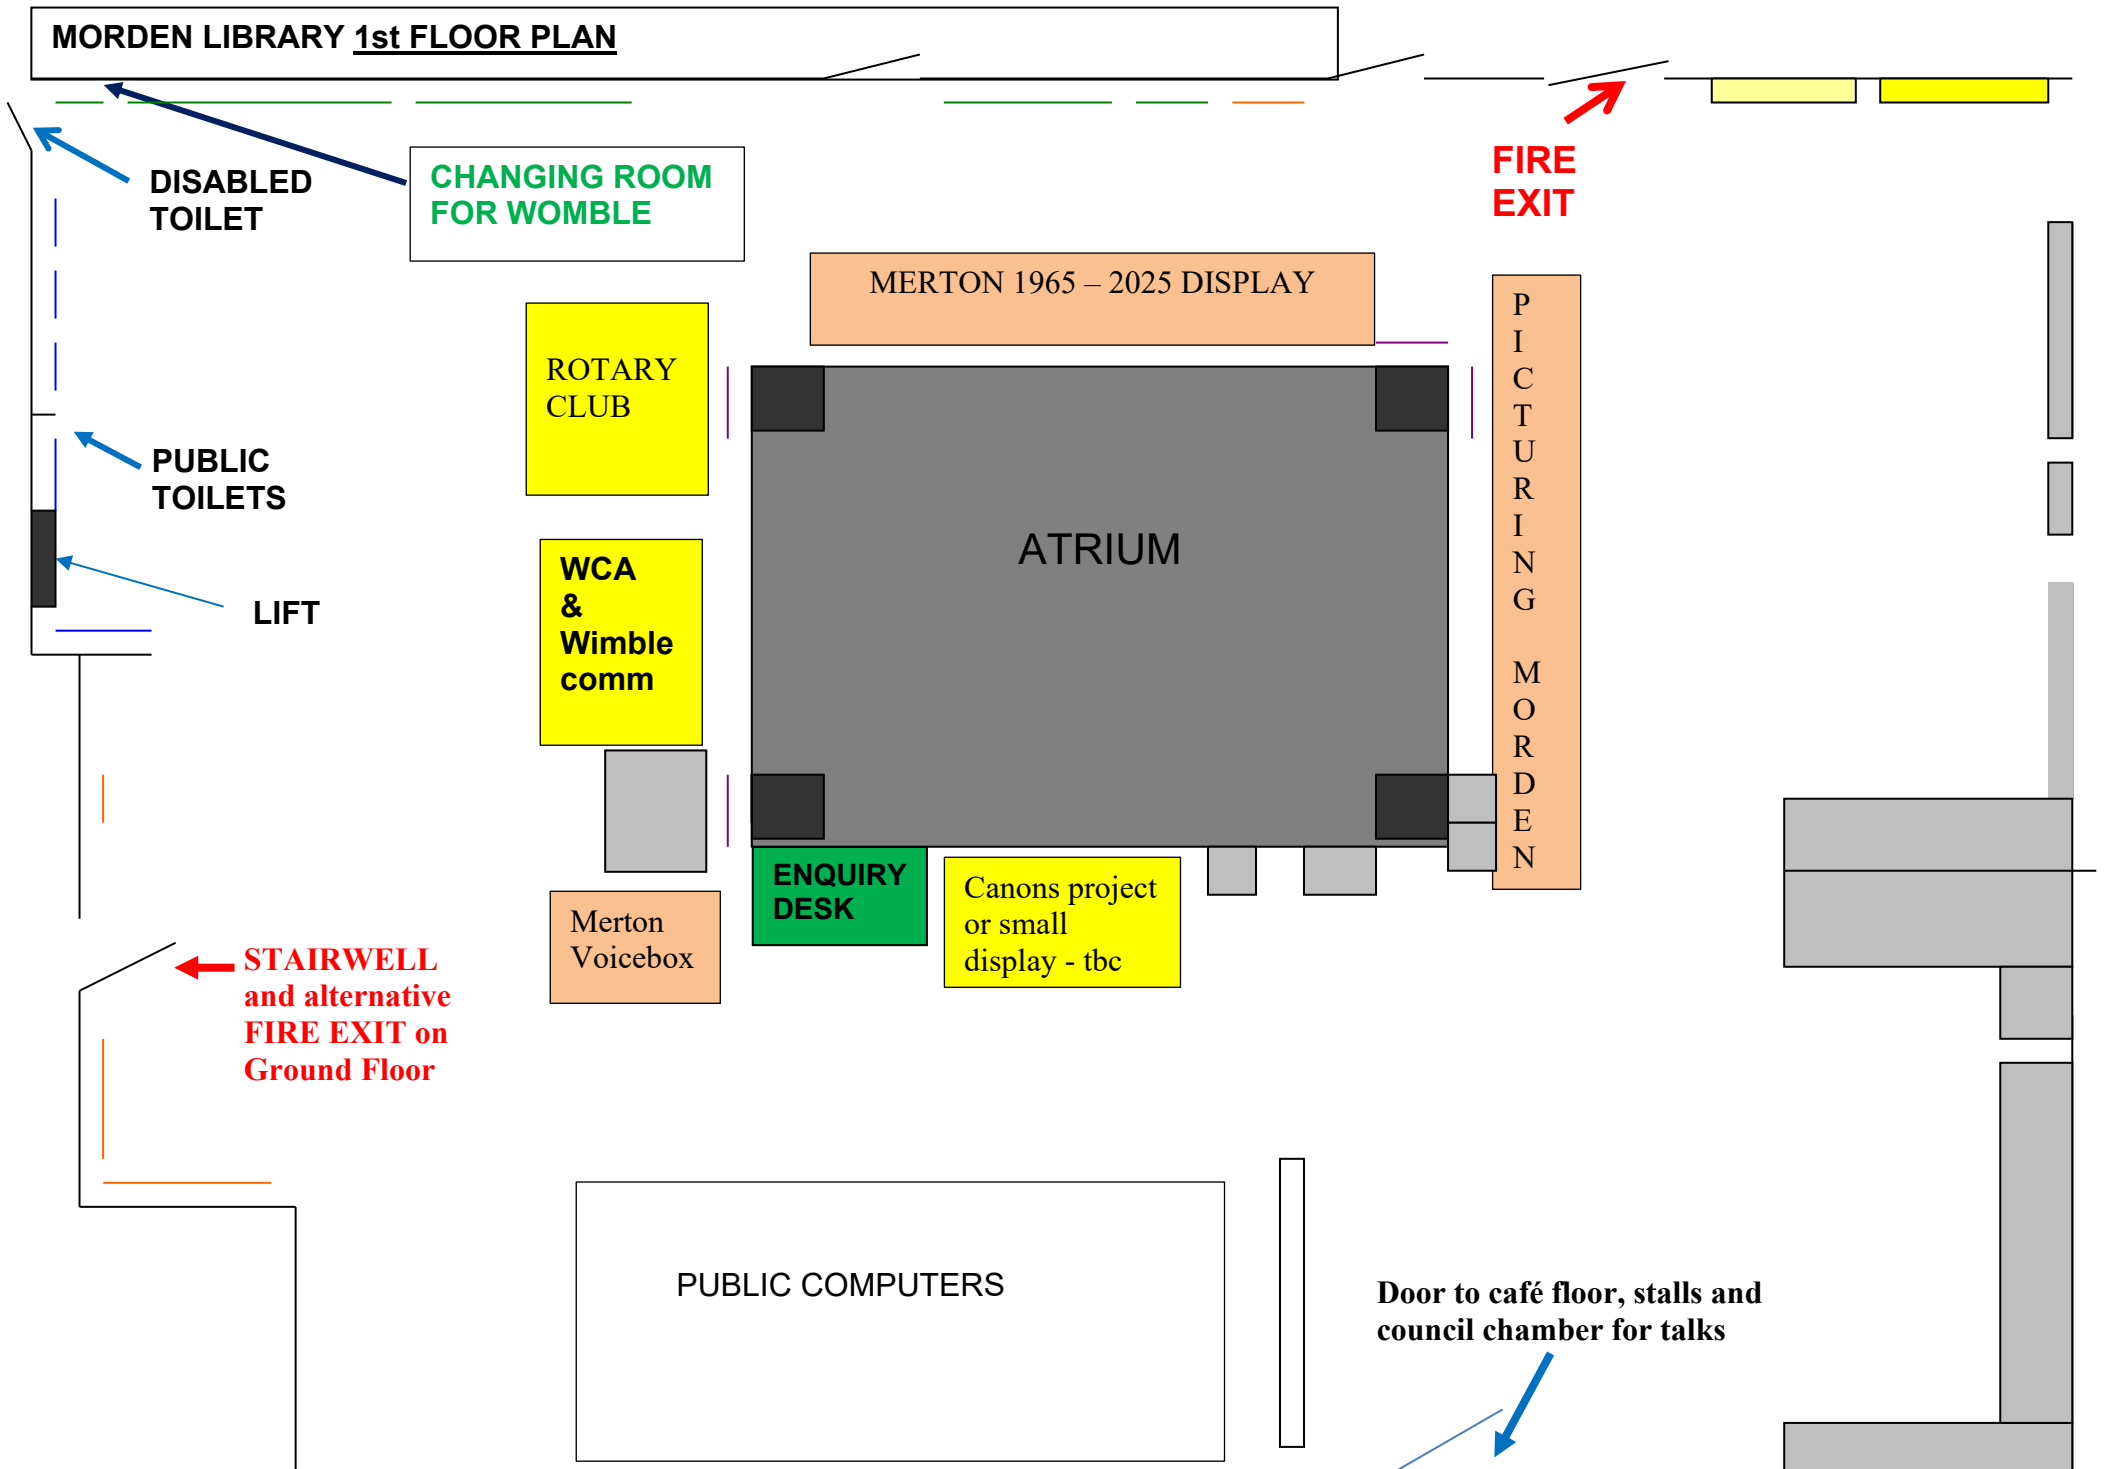 MORDEN LIBRARY 1st FLOOR PLAN
DISABLED
TOILET
CHANGING ROOM
FOR WOMBLE
FIRE
EXIT
MERTON 1965 – 2025 DISPLAY
ROTARY
CLUB
P
I
C
T
U
R
I
N
G
M
O
R
D
E
N
PUBLIC
TOILETS
ATRIUM
WCA
&
Wimble
comm
LIFT
ENQUIRY
DESK
Canons project
or small
display - tbc
Merton
Voicebox
STAIRWELL
and alternative
FIRE EXIT on
Ground Floor
PUBLIC COMPUTERS
Door to café floor, stalls and
council chamber for talks